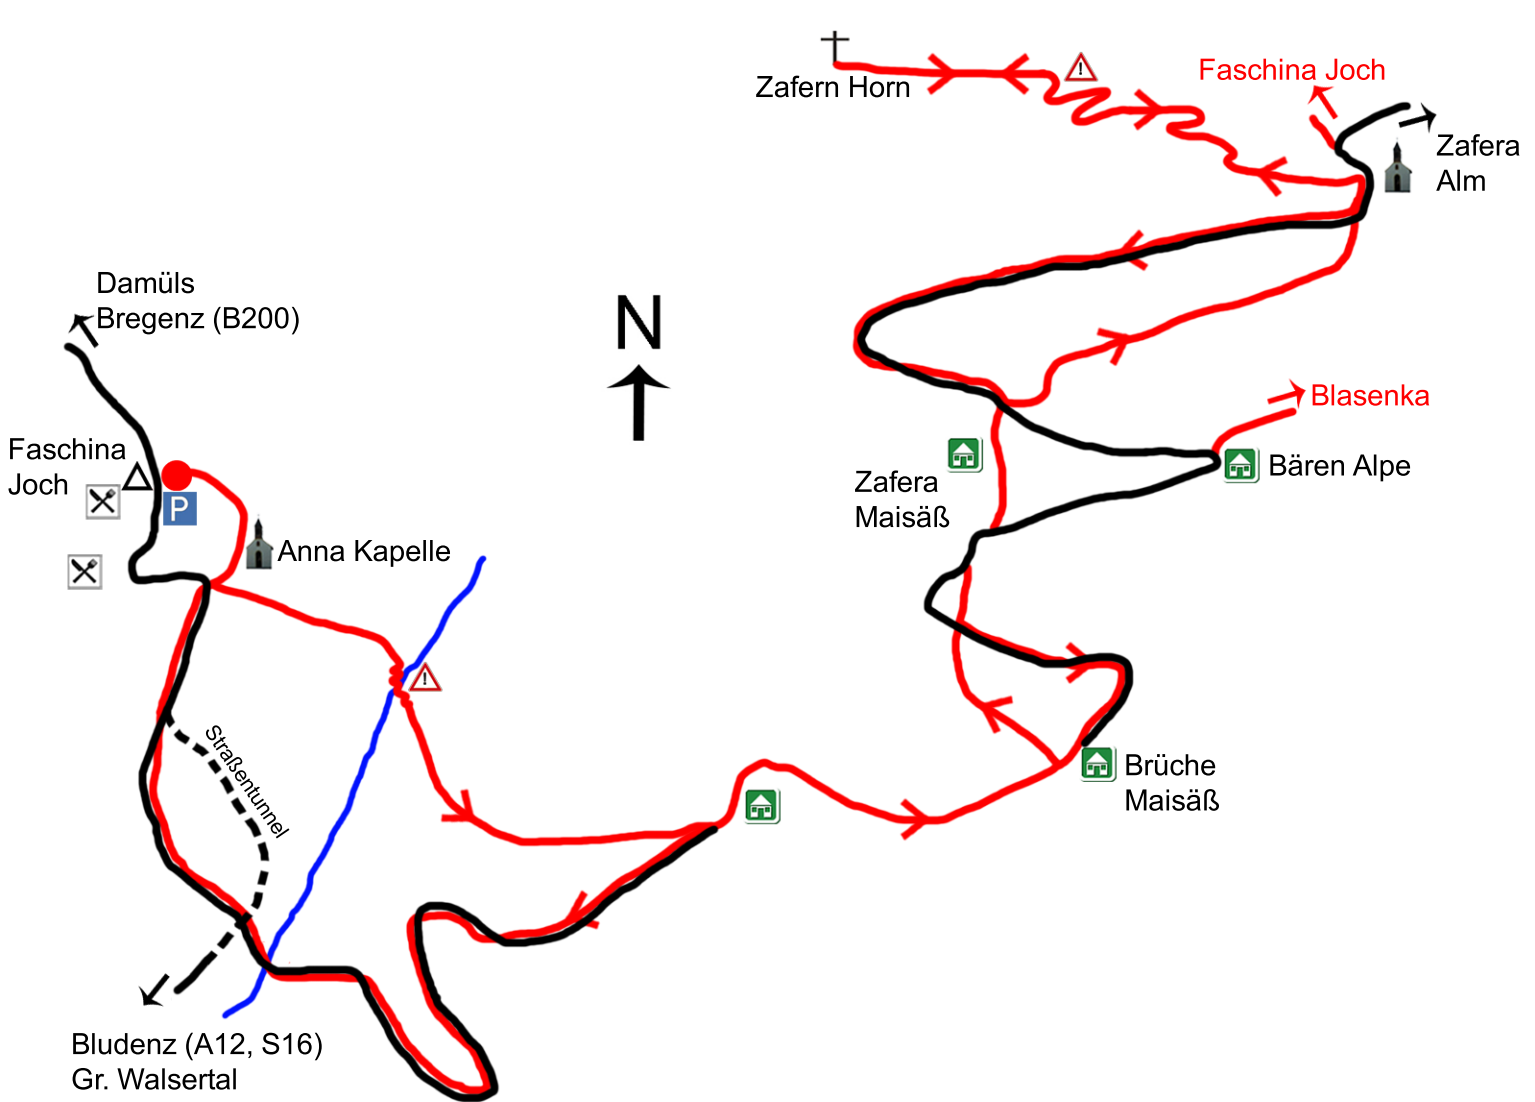 Zafern Horn
!
Faschina Joch
Zafera
Alm
Damüls
Bregenz (B200)
N
Blasenka
Faschina
Joch
P
Bären Alpe
Zafera
Maisäß
Anna Kapelle
!
Straßentunnel
Brüche
Maisäß
Bludenz (A12, S16)
Gr. Walsertal